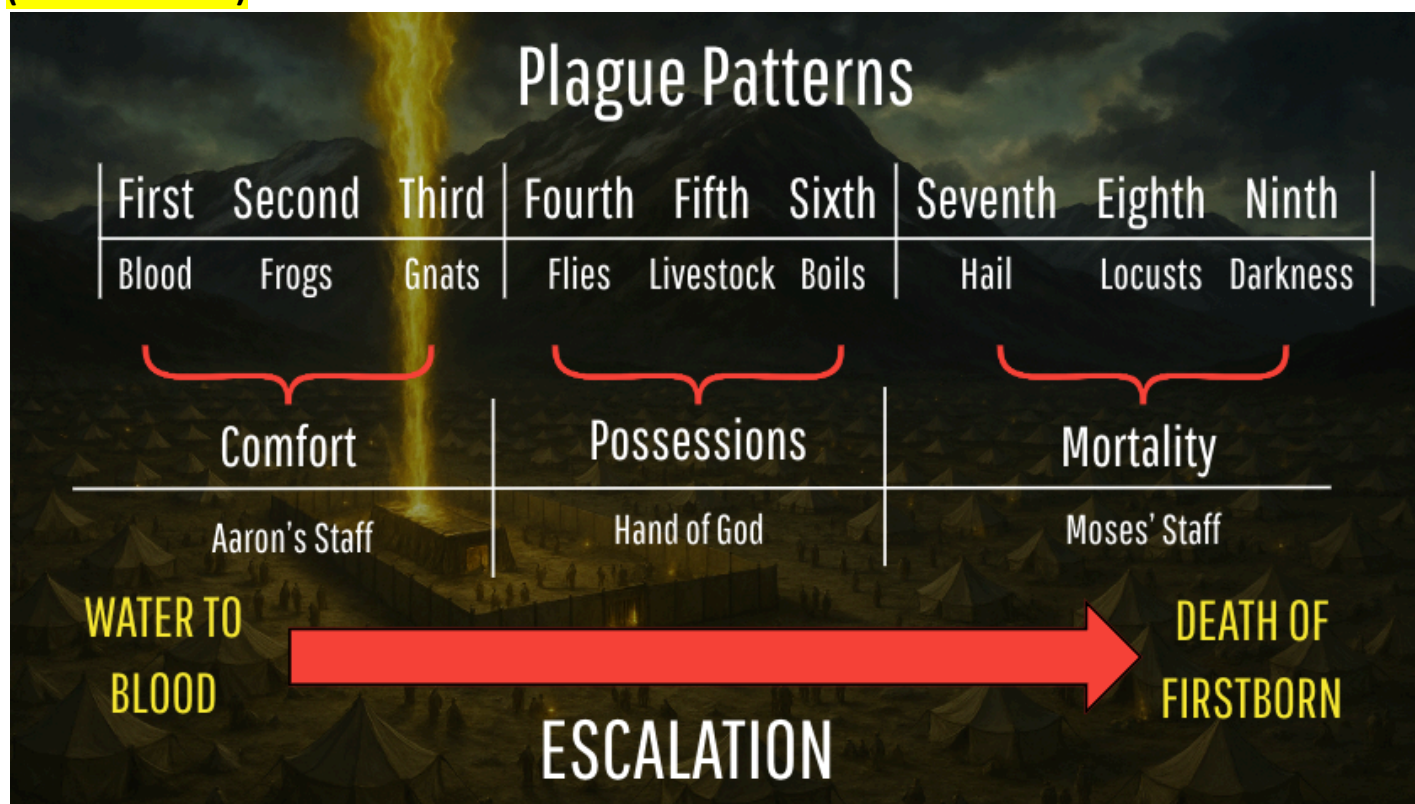 Plague Patterns
First Second Third Fourth Fifth Sixth Seventh Eighth Ninth
Blood Frogs Gnats Flies Livestock Boils Hail Locusts Darkness
Comfort Possessions Mortality
Aaron's Staff Hand of God Moses' Staff
WATER TO
BLOOD
DEATH OF
FIRSTBORN
ESCALATION